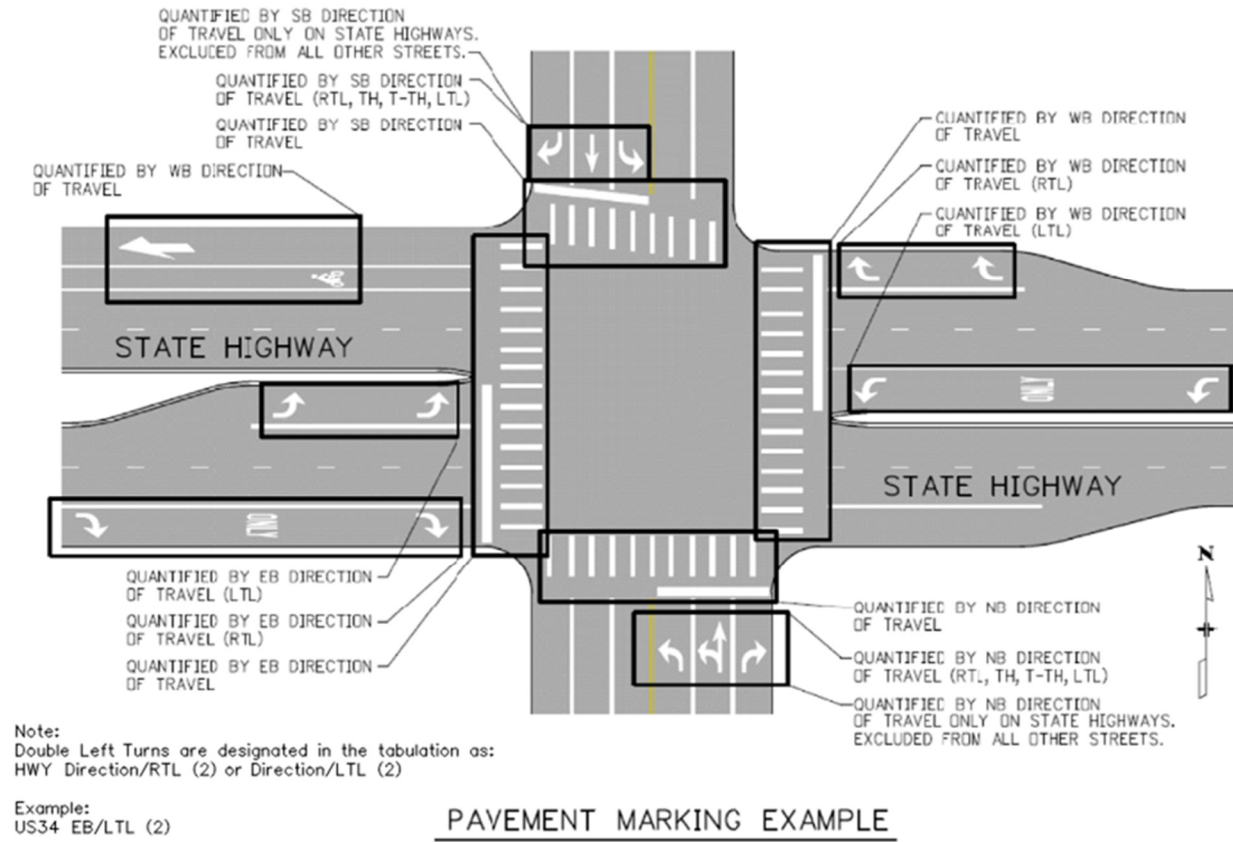 QUANTIFIED BY SB DIRECTION
OF TRAVEL ONLY ON STATE HIGHWAYS.
EXCLUDED FROM ALL OTHER STREETS.
QUANTIFIED BY SB DIRECTION
OF TRAVEL (RTL, TH, T-TH, LTL)
QUANTIFIED BY SB DIRECTION
OF TRAVEL
QUANTIFIED BY WB DIRECTION
OF TRAVEL
QUANTIFIED BY WB DIRECTION
OF TRAVEL
QUANTIFIED BY WB DIRECTION
OF TRAVEL (RTL)
QUANTIFIED BY WB DIRECTION
OF TRAVEL (LTL)
STATE HIGHWAY
ONLY
STATE HIGHWAY
ONLY
QUANTIFIED BY EB DIRECTION
OF TRAVEL (LTL)
QUANTIFIED BY EB DIRECTION
OF TRAVEL (RTL)
QUANTIFIED BY EB DIRECTION
OF TRAVEL
N
QUANTIFIED BY NB DIRECTION
OF TRAVEL
QUANTIFIED BY NB DIRECTION
OF TRAVEL (RTL, TH, T-TH, LTL)
QUANTIFIED BY NB DIRECTION
OF TRAVEL ONLY ON STATE HIGHWAYS.
EXCLUDED FROM ALL OTHER STREETS.
Note:
Double Left Turns are designated in the tabulation as:
HWY Direction/RTL (2) or Direction/LTL (2)
Example:
US34 EB/LTL (2)
PAVEMENT MARKING EXAMPLE